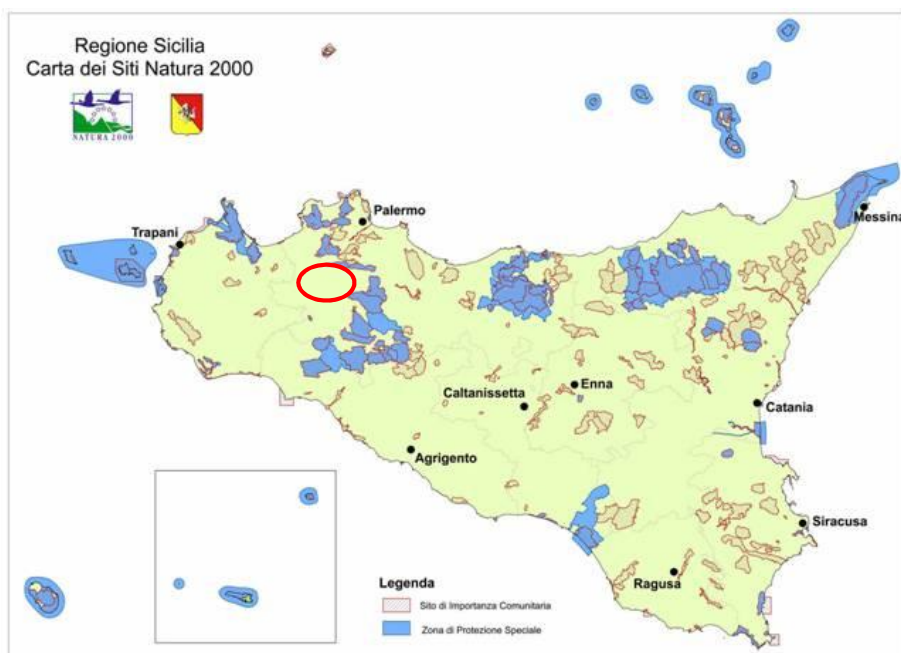 Regione Sicilia
Carta dei Siti Natura 2000
NATURA 2000
Palermo
Trapani
Messina
Enna
Caltanissetta
Catania
Agrigento
Siracusa
Ragusa
Legenda
Sito di Importanza Comunitaria
Zona di Protezione Speciale